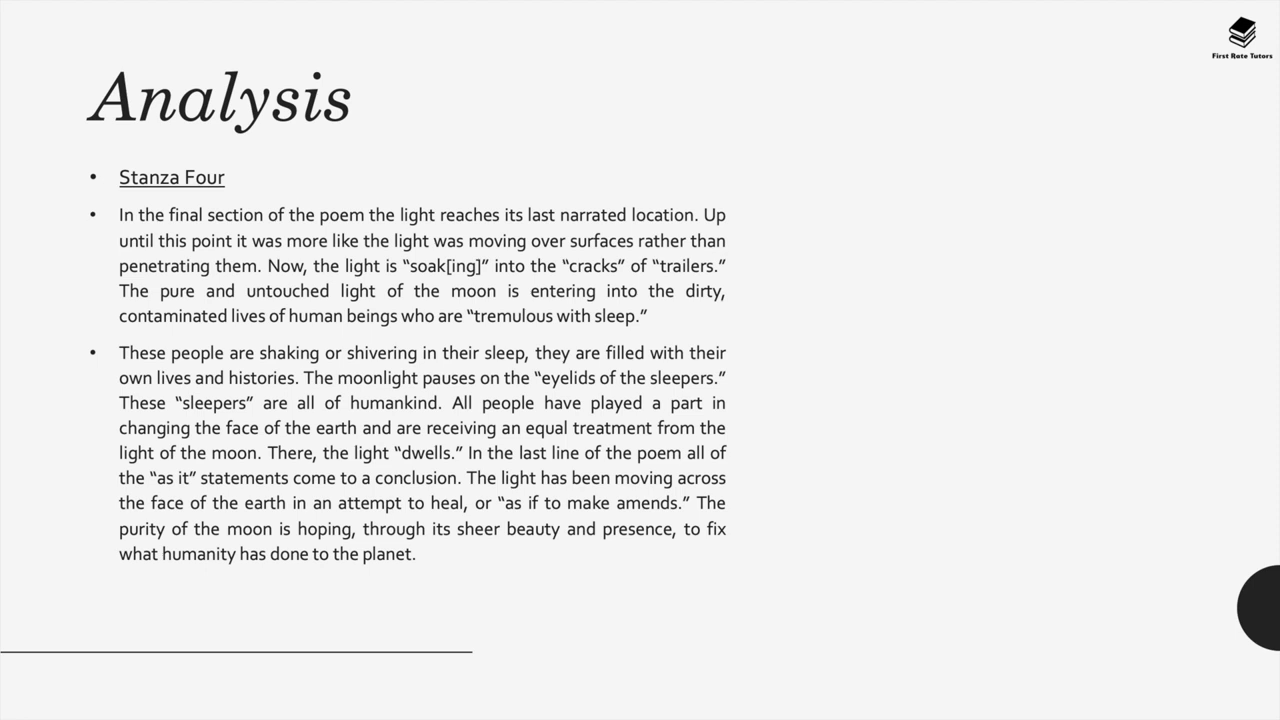 First Rate Tutors
Analysis
• Stanza Four
• In the final section of the poem the light reaches its last narrated location. Up
until this point it was more like the light was moving over surfaces rather than
penetrating them. Now, the light is “soak[ing]” into the “cracks” of “trailers.”
The pure and untouched light of the moon is entering into the dirty,
contaminated lives of human beings who are “tremulous with sleep.”
• These people are shaking or shivering in their sleep, they are filled with their
own lives and histories. The moonlight pauses on the “eyelids of the sleepers.”
These “sleepers” are all of humankind. All people have played a part in
changing the face of the earth and are receiving an equal treatment from the
light of the moon. There, the light “dwells.” In the last line of the poem all of
the “as it” statements come to a conclusion. The light has been moving across
the face of the earth in an attempt to heal, or “as if to make amends.” The
purity of the moon is hoping, through its sheer beauty and presence, to fix
what humanity has done to the planet.